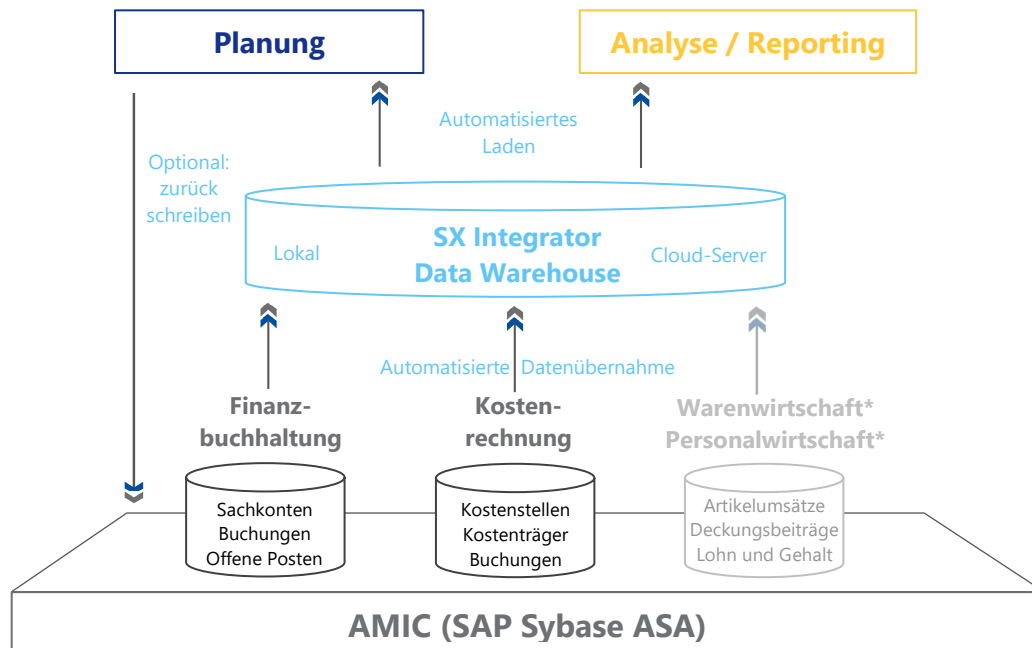 Planung
Analyse / Reporting
Automatisiertes
Laden
Optional:
zurück
schreiben
SX Integrator
Data Warehouse
Lokal
Cloud-Server
Automatisierte Datenübernahme
Finanz-
buchhaltung
Kosten-
rechnung
Warenwirtschaft*
Personalwirtschaft*
Sachkonten
Buchungen
Offene Posten
Kostenstellen
Kostenträger
Buchungen
Artikelumsätze
Deckungsbeiträge
Lohn und Gehalt
AMIC (SAP Sybase ASA)